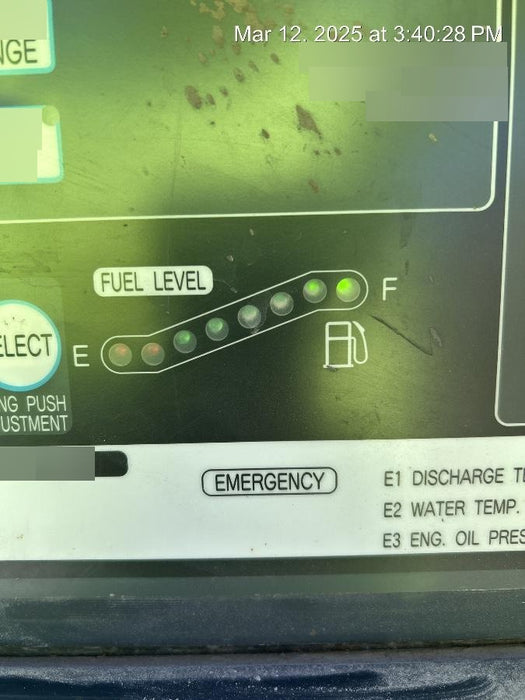 Mar 12. 2025 at 3:40:28 PM
NGE
FUEL LEVEL
F
E
ELECT
NG PUSH
USTMENT
EMERGENCY
E1 DISCHARGE TE
E2 WATER TEMP.
E3 ENG. OIL PRES